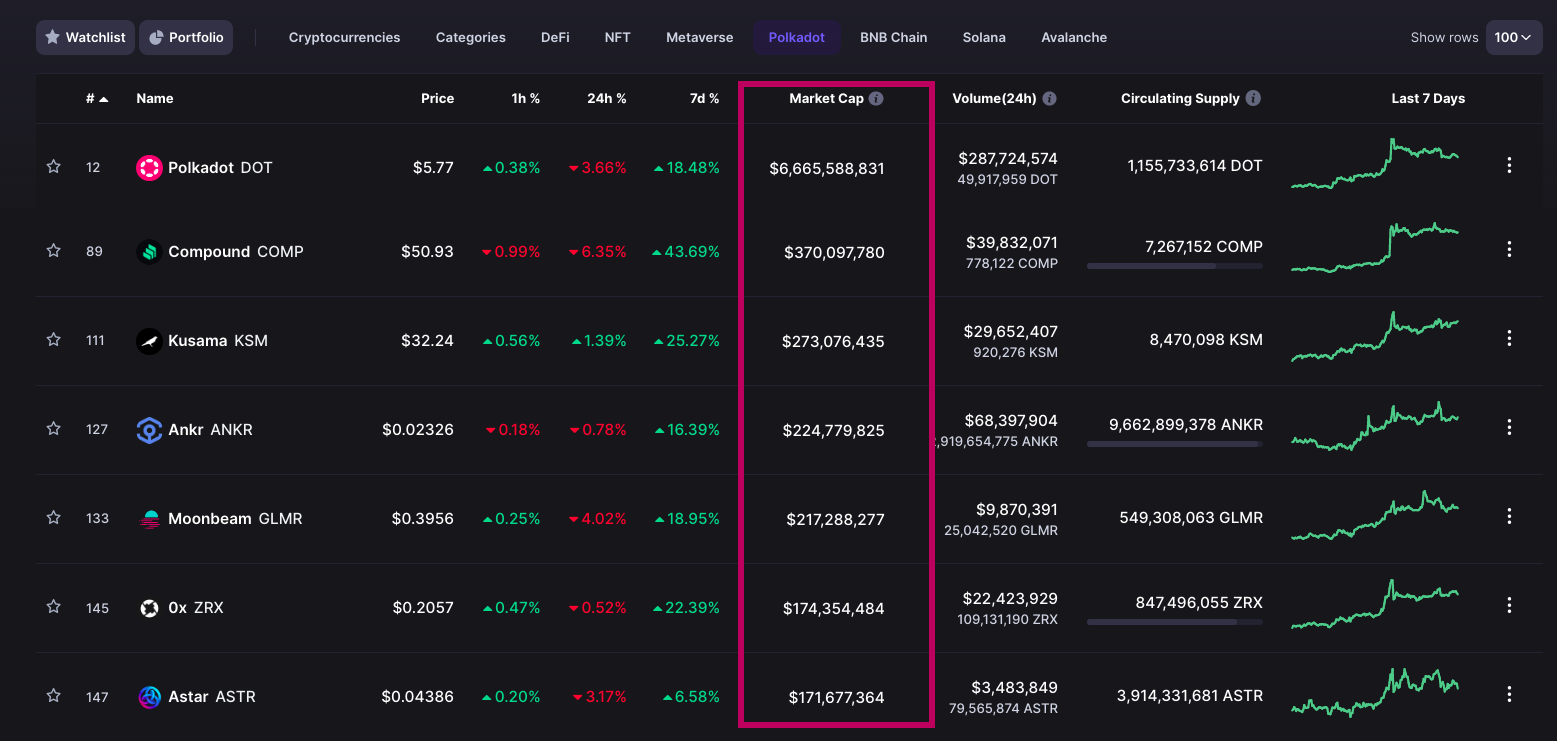 Watchlist Portfolio Cryptocurrencies Categories DeFi NFT Metaverse Polkadot BNB Chain Solana Avalanche Show rows 100
# Name Price 1h % 24h % 7d % Market Cap Volume(24h) Circulating Supply Last 7 Days
12 Polkadot DOT $5.77 0.38% 3.66% 18.48% $6,665,588,831 $287,724,574 1,155,733,614 DOT
49,917,959 DOT
89 Compound COMP $50.93 0.99% 6.35% 43.69% $370,097,780 $39,832,071 7,267,152 COMP
778,122 COMP
111 Kusama KSM $32.24 0.56% 1.39% 25.27% $273,076,435 $29,652,407 8,470,098 KSM
920,276 KSM
127 Ankr ANKR $0.02326 0.18% 0.78% 16.39% $224,779,825 $68,397,904 9,662,899,378 ANKR
,919,654,775 ANKR
133 Moonbeam GLMR $0.3956 0.25% 4.02% 18.95% $217,288,277 $9,870,391 549,308,063 GLMR
25,042,520 GLMR
145 0x ZRX $0.2057 0.47% 0.52% 22.39% $174,354,484 $22,423,929 847,496,055 ZRX
109,131,190 ZRX
147 Astar ASTR $0.04386 0.20% 3.17% 6.58% $171,677,364 $3,483,849 3,914,331,681 ASTR
79,565,874 ASTR